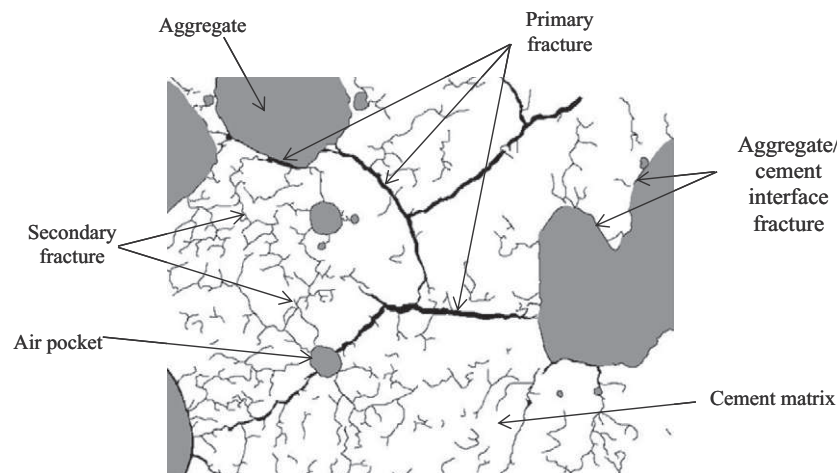 Aggregate
Primary
fracture
Aggregate/
cement
interface
fracture
Secondary
fracture
Air pocket
Cement matrix